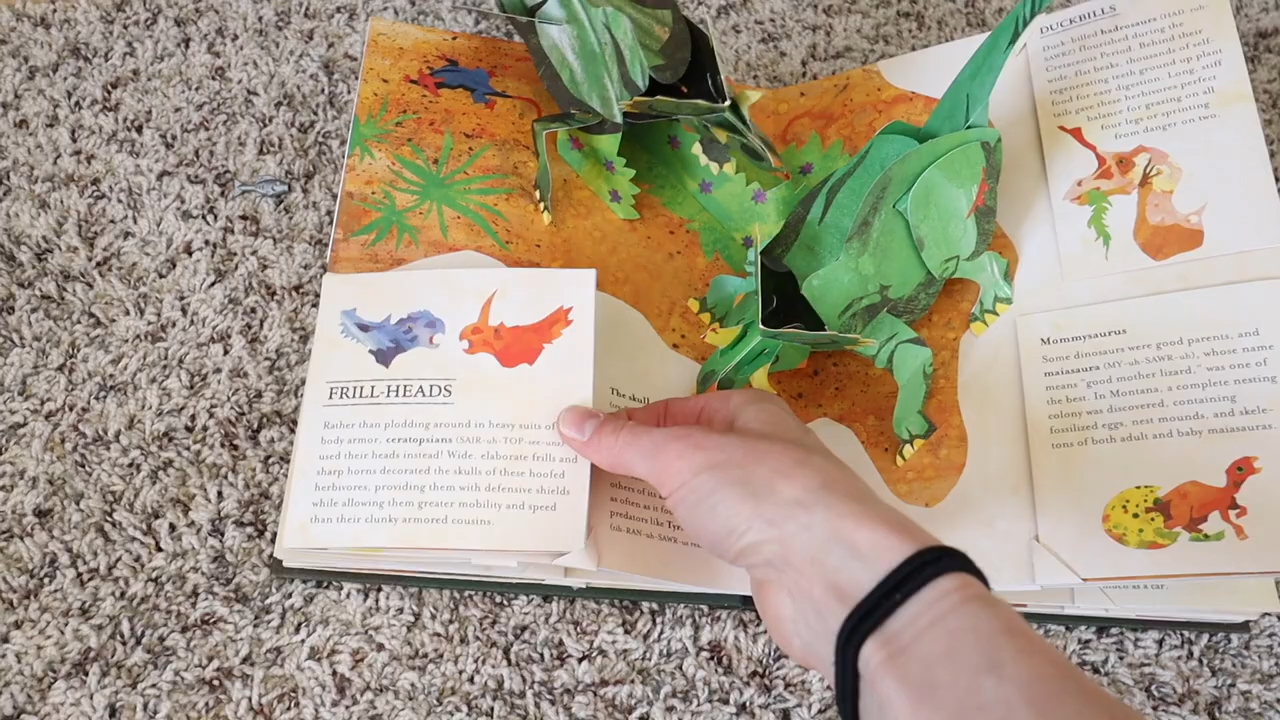 FRILL-HEADS
Rather than plodding around in heavy suits of
body armor, ceratopsians (SAIR-uh-TOP-see-unz)
used their heads instead! Wide, elaborate frills and
sharp horns decorated the skulls of these hoofed
herbivores, providing them with defensive shields
while allowing them greater mobility and speed
than their clunky armored cousins.
The skull
others of its
as often as it fou
predators like Tyr
(tih-RAN-uh-SAWR-us
DUCKBILLS
Duck-billed hadrosaurs (HAD-ruh-
SAWRZ) flourished during the
Cretaceous Period. Behind their
wide, flat beaks, thousands of self-
regenerating teeth ground up plant
food for easy digestion. Long, stiff
tails gave these herbivores perfect
balance for grazing on all
four legs or sprinting
from danger on two.
Mommysaurus
Some dinosaurs were good parents, and
maiasaura (MY-uh-SAWR-uh), whose name
means "good mother lizard," was one of
the best. In Montana, a complete nesting
colony was discovered, containing
fossilized eggs, nest mounds, and skele-
tons of both adult and baby maiasauras.
as a car.